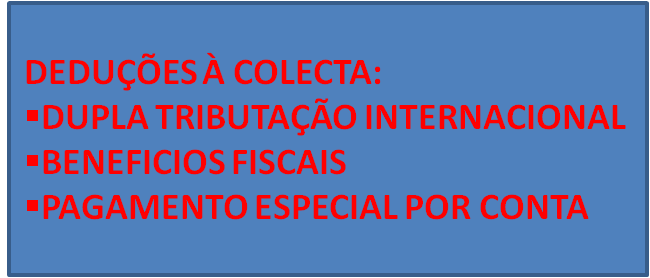 DEDUÇÕES À COLECTA:
▪DUPLA TRIBUTAÇÃO INTERNACIONAL
▪BENEFICIOS FISCAIS
▪PAGAMENTO ESPECIAL POR CONTA